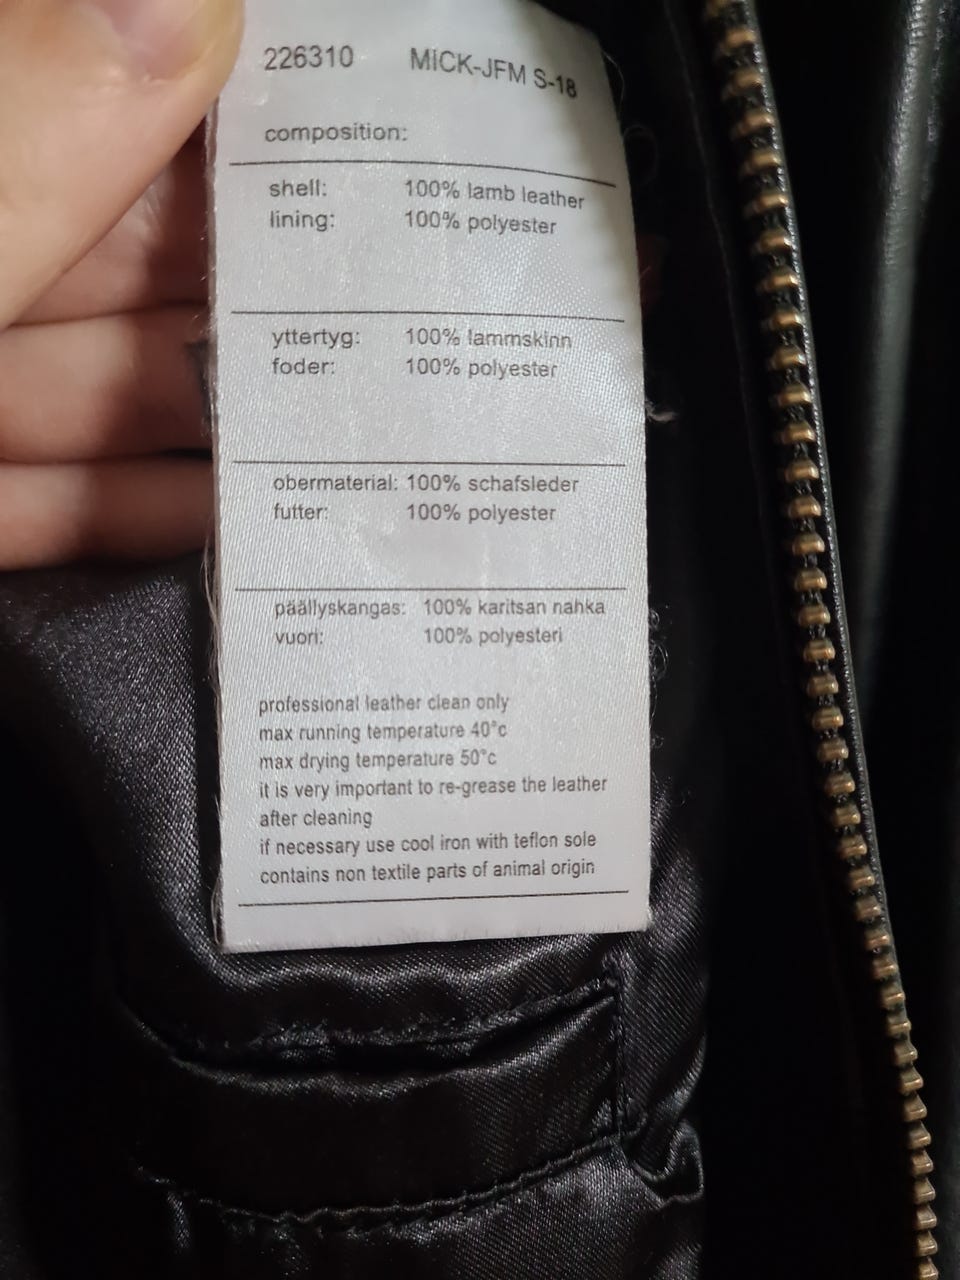 226310 MiCK-JFM S-18
composition:
shell: 100% lamb leather
lining: 100% polyester
yttertyg: 100% lammskinn
foder: 100% polyester
obermaterial: 100% schafsleder
futter: 100% polyester
päällyskangas: 100% karitsan nahka
vuori: 100% polyesteri
professional leather clean only
max running temperature 40°c
max drying temperature 50°c
it is very important to re-grease the leather
after cleaning
if necessary use cool iron with teflon sole
contains non textile parts of animal origin